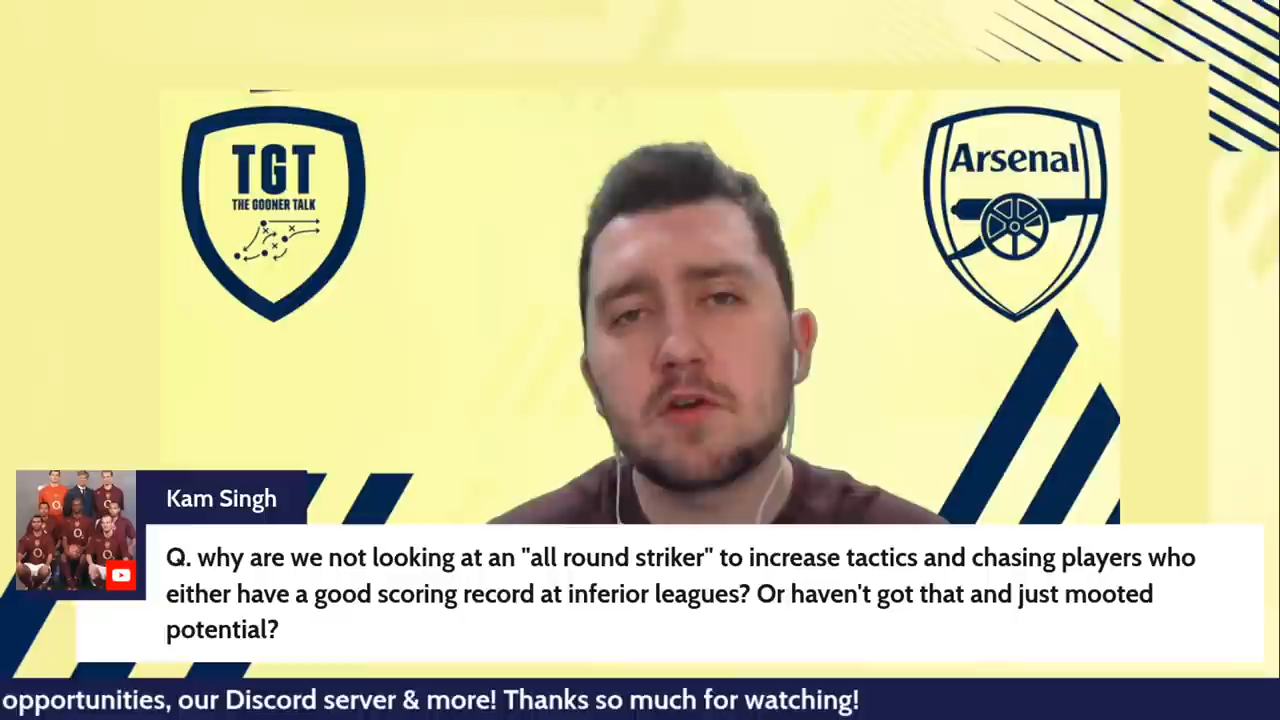 TGT
THE GOONER TALK
Arsenal
Kam Singh
Q. why are we not looking at an "all round striker" to increase tactics and chasing players who
either have a good scoring record at inferior leagues? Or haven't got that and just mooted
potential?
opportunities, our Discord server & more! Thanks so much for watching!